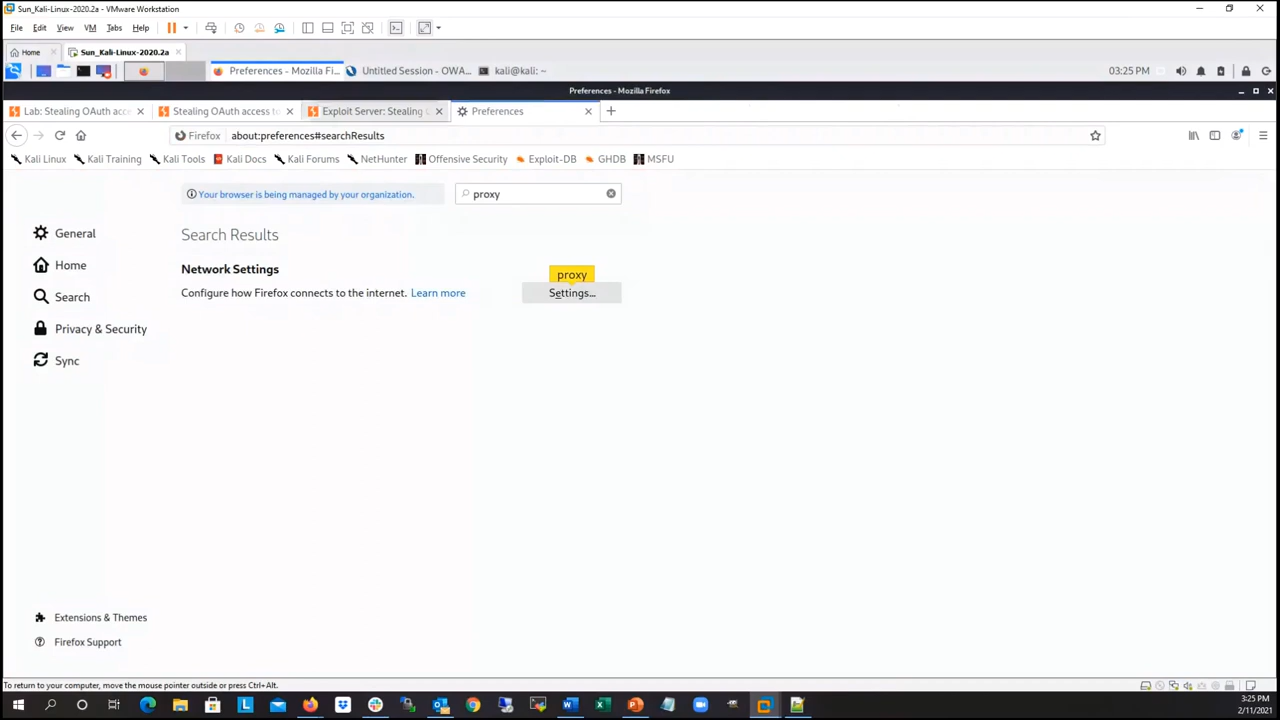 Sun_Kali-Linux-2020.2a - VMware Workstation
File Edit View VM Tabs Help
Home Sun_Kali-Linux-2020.2a
Preferences - Mozilla Fi... Untitled Session - OWA... kali@kali: ~ 03:25 PM
Preferences - Mozilla Firefox
Lab: Stealing OAuth acce Stealing OAuth access to Exploit Server: Stealing Preferences
Firefox about:preferences#searchResults
Kali Linux Kali Training Kali Tools Kali Docs Kali Forums NetHunter Offensive Security Exploit-DB GHDB MSFU
Your browser is being managed by your organization. proxy
General
Home
Search
Privacy & Security
Sync
Search Results
Network Settings
proxy
Configure how Firefox connects to the internet. Learn more Settings...
Extensions & Themes
Firefox Support
To return to your computer, move the mouse pointer outside or press Ctrl+Alt.
3:25 PM
2/11/2021